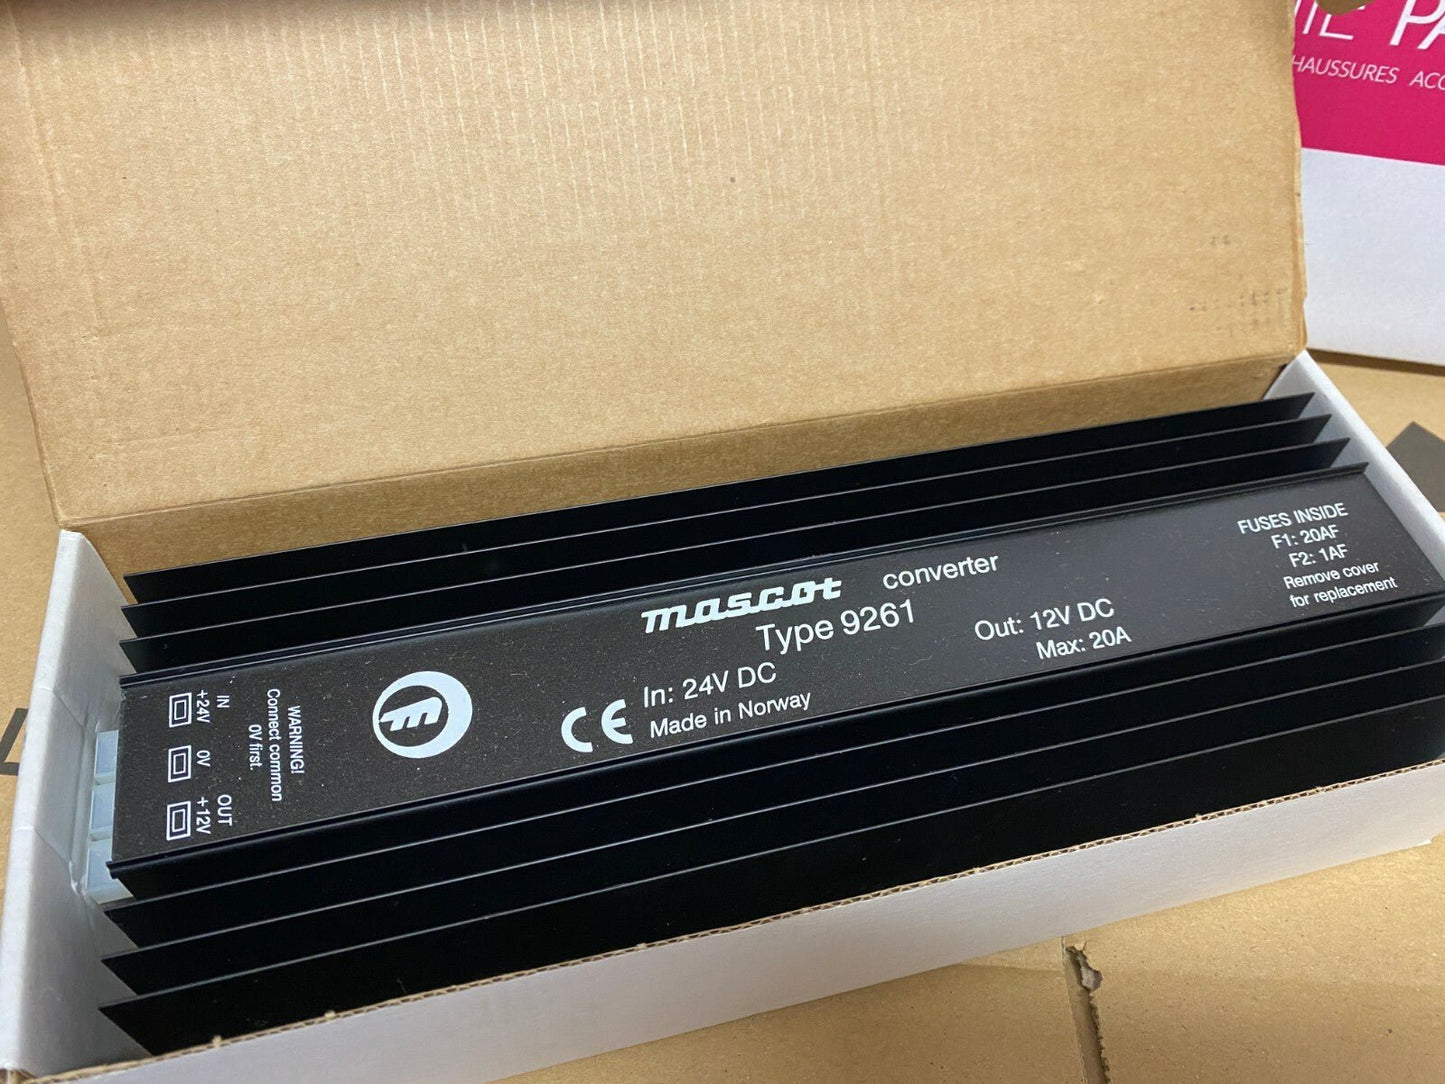 mascot converter
Type 9261
In: 24V DC
Made in Norway
CE
Out: 12V DC
Max: 20A
FUSES INSIDE
F1: 20AF
F2: 1AF
Remove cover
for replacement
WARNING!
Connect common
0V first.
IN
+24V
0V
OUT
+12V
m
HAUSSURES